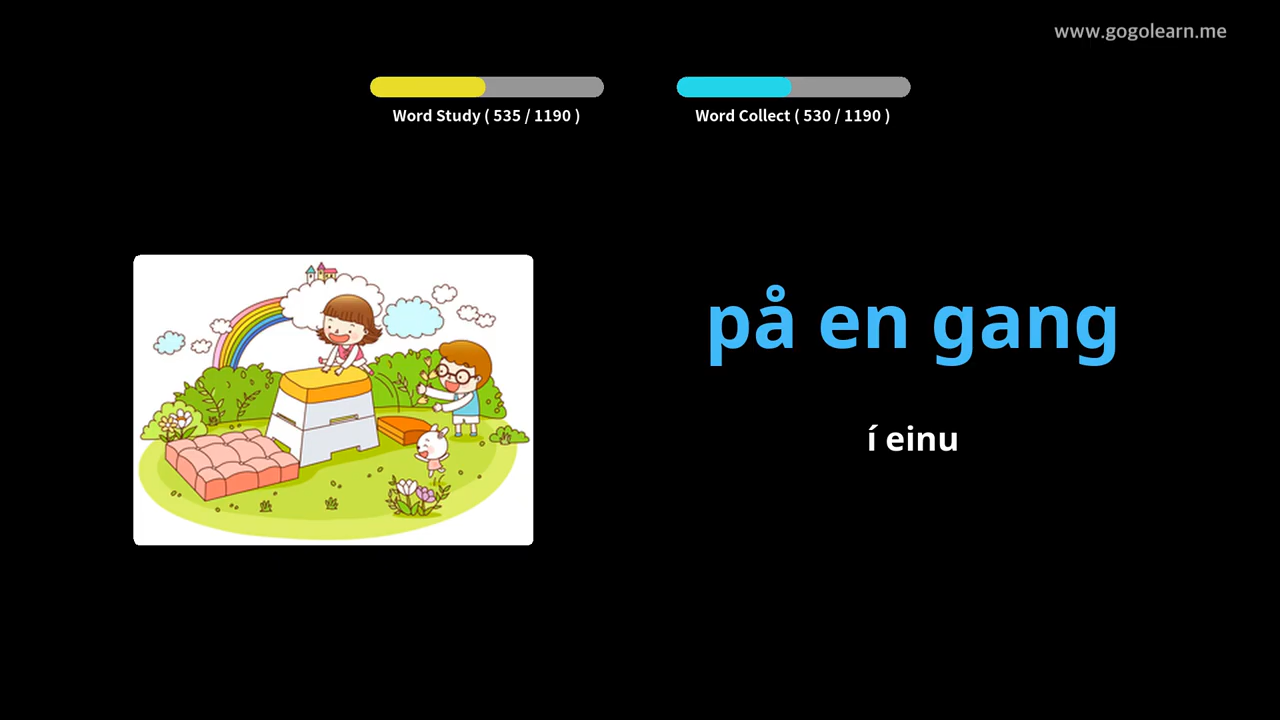 www.gogolearn.me
Word Study ( 535 / 1190 )
Word Collect ( 530 / 1190 )
på en gang
í einu